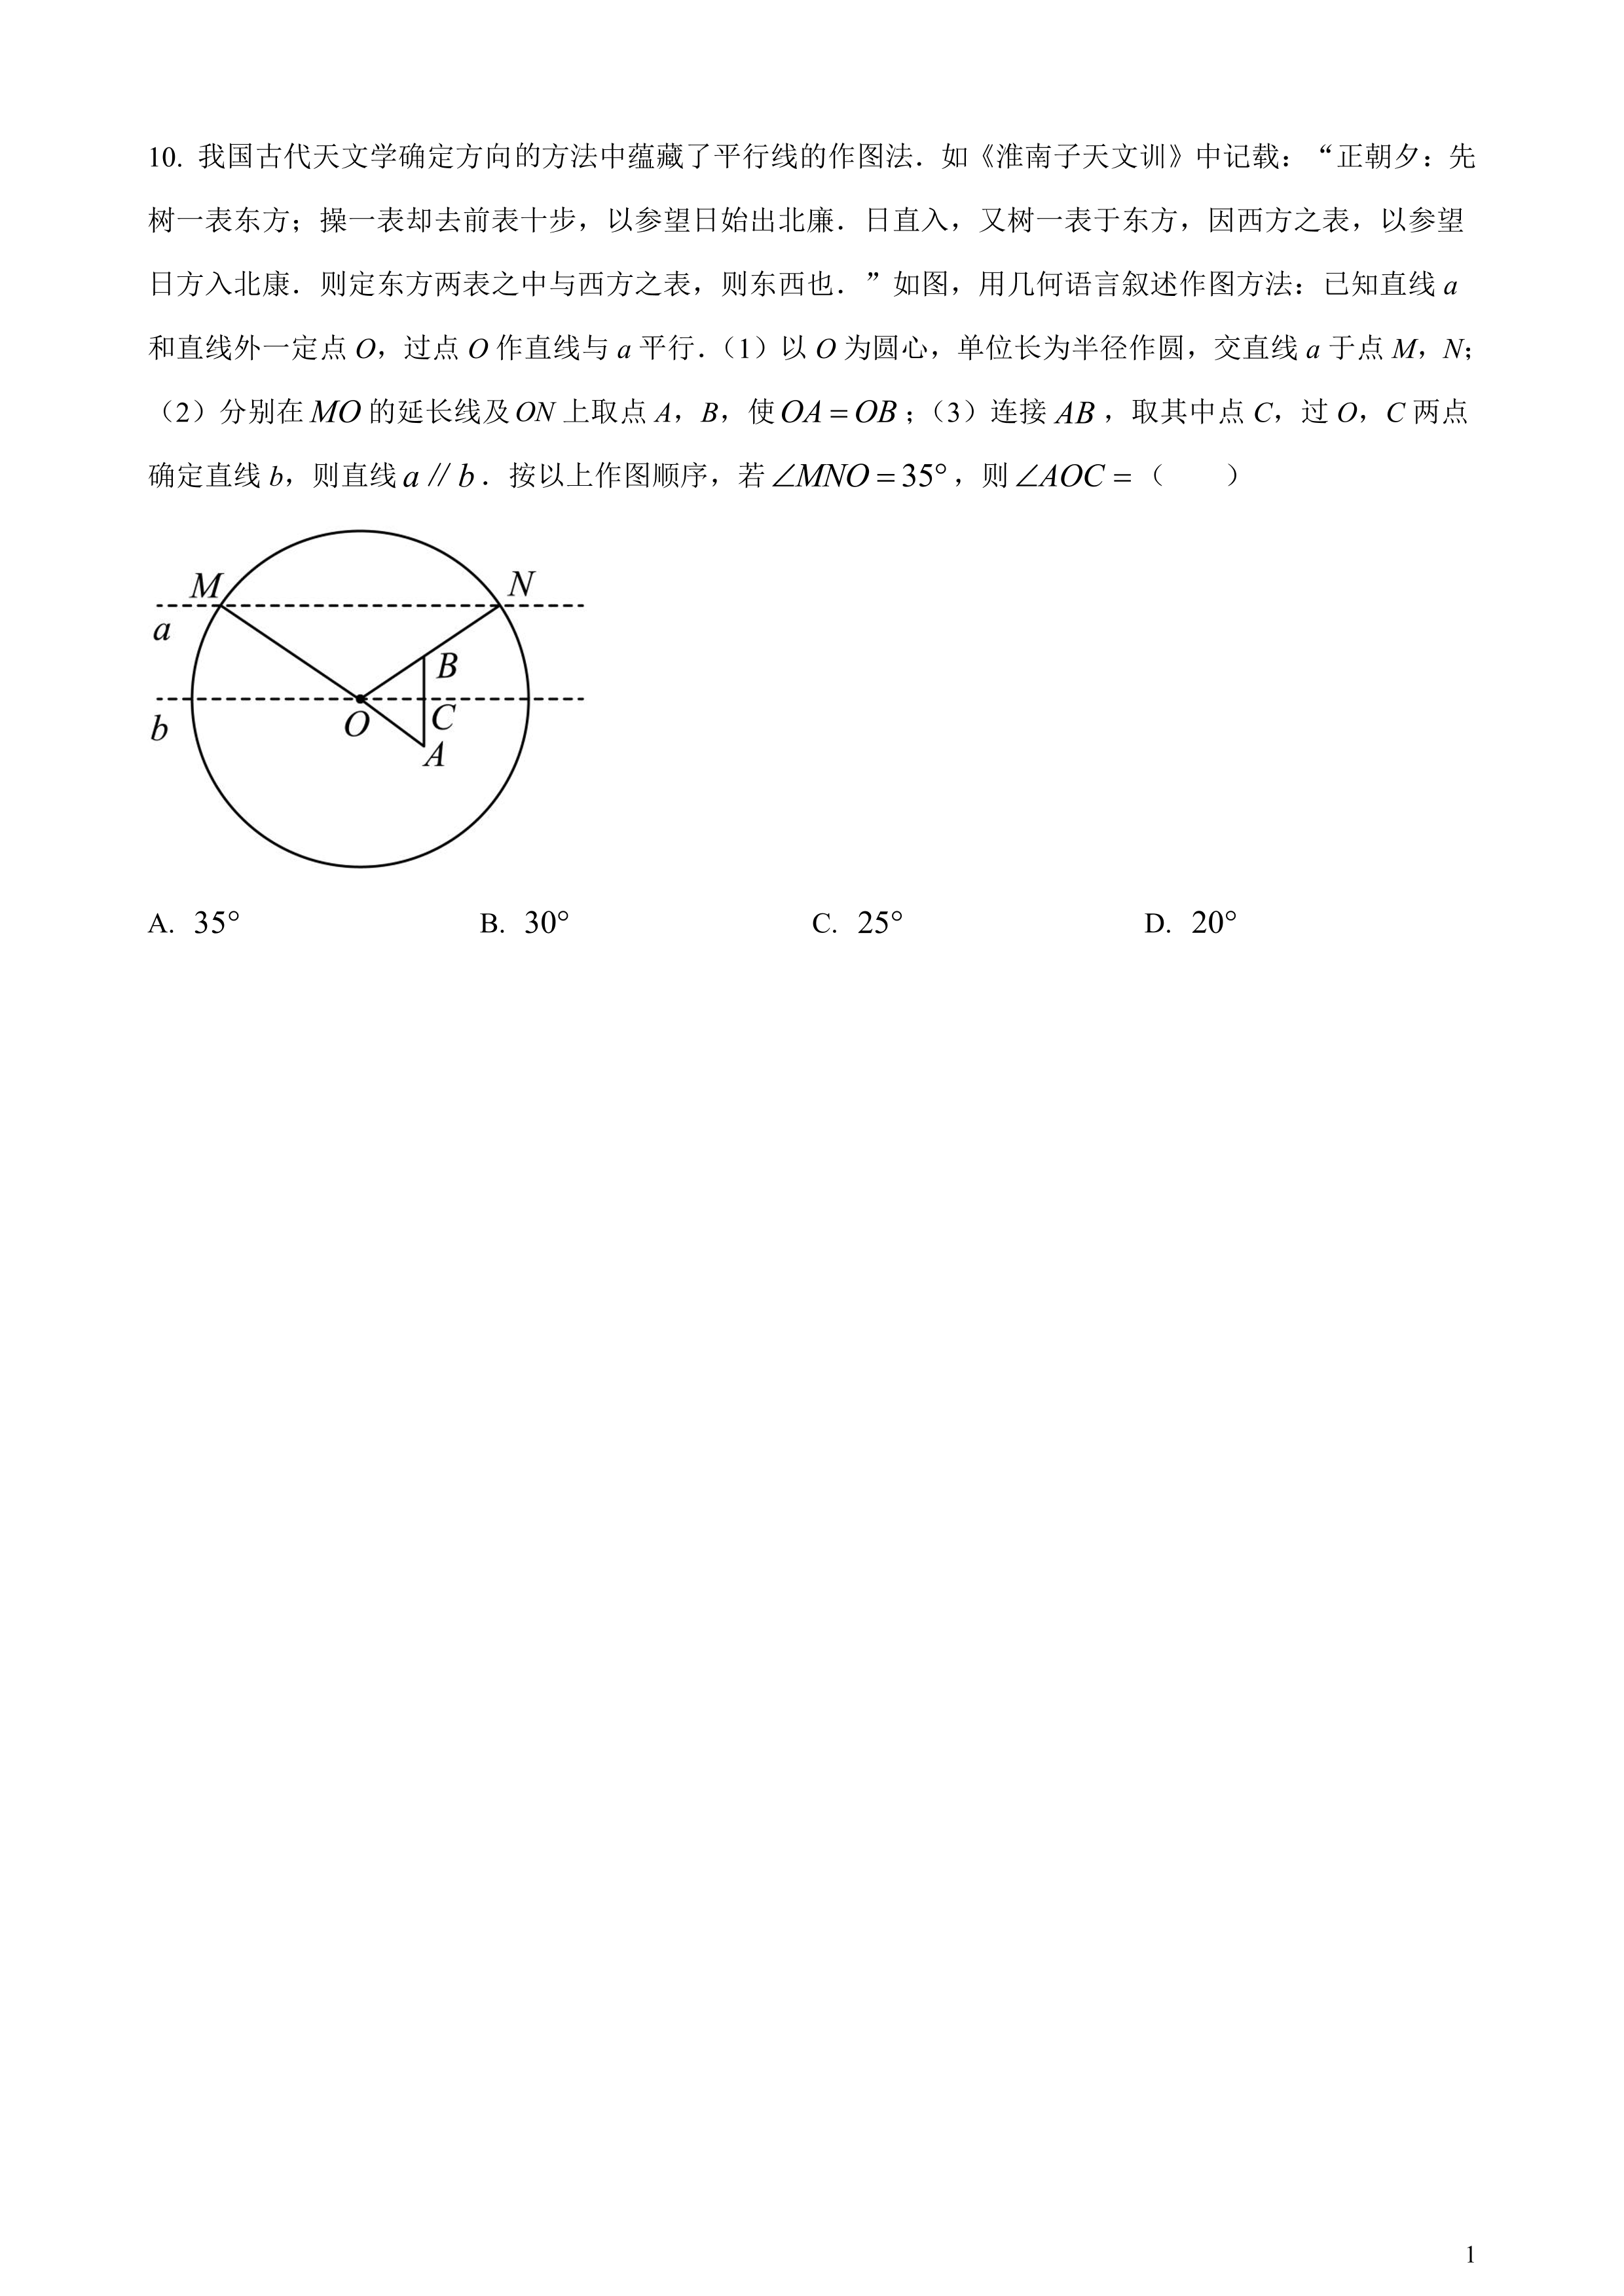 10. 我国古代天文学确定方向的方法中蕴藏了平行线的作图法．如《淮南子天文训》中记载：“正朝夕：先
树一表东方；操一表却去前表十步，以参望日始出北廉．日直入，又树一表于东方，因西方之表，以参望
日方入北康．则定东方两表之中与西方之表，则东西也．”如图，用几何语言叙述作图方法：已知直线 a
和直线外一定点 O，过点 O 作直线与 a 平行．（1）以 O 为圆心，单位长为半径作圆，交直线 a 于点 M，N；
（2）分别在 MO 的延长线及 ON 上取点 A，B，使 OA = OB；（3）连接 AB，取其中点 C，过 O，C 两点
确定直线 b，则直线 a∥b．按以上作图顺序，若 ∠MNO = 35°，则 ∠AOC =（  ）
M N
a
B
O C
b
A
A. 35° B. 30° C. 25° D. 20°
1